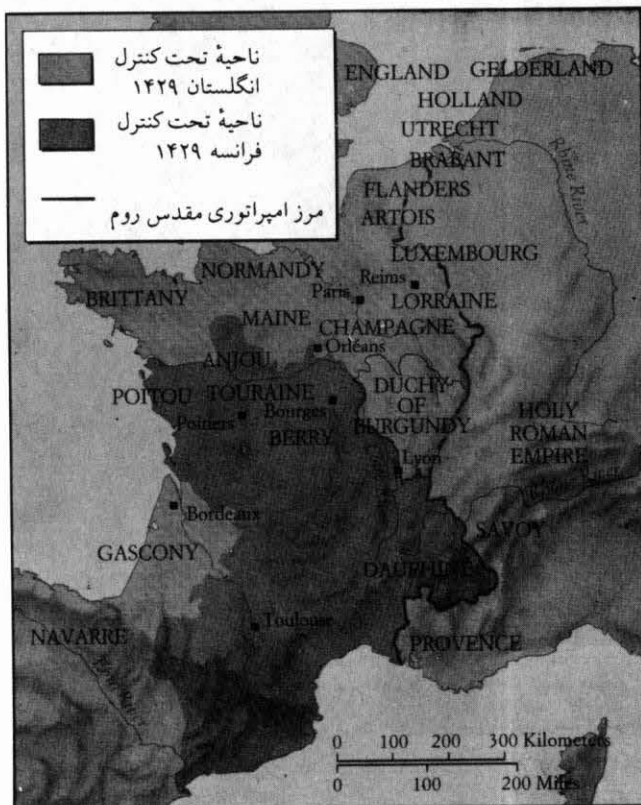 ناحیهٔ تحت کنترل
انگلستان ۱۴۲۹
ناحیهٔ تحت کنترل
فرانسه ۱۴۲۹
مرز امپراتوری مقدس روم
ENGLAND
GELDERLAND
HOLLAND
UTRECHT
Rhine River
BRABANT
FLANDERS
ARTOIS
LUXEMBOURG
NORMANDY
Reims
BRITTANY
Paris
LORRAINE
MAINE
CHAMPAGNE
Orléans
ANJOU
POITOU
TOURAINE
DUCHY
OF
BURGUNDY
Bourges
Poitiers
BERRY
HOLY
ROMAN
EMPIRE
Lyon
River
Bordeaux
SAVOY
GASCONY
DAUPHINE
Toulouse
NAVARRE
PROVENCE
0 100 200 300 Kilometers
0 100 200 Miles